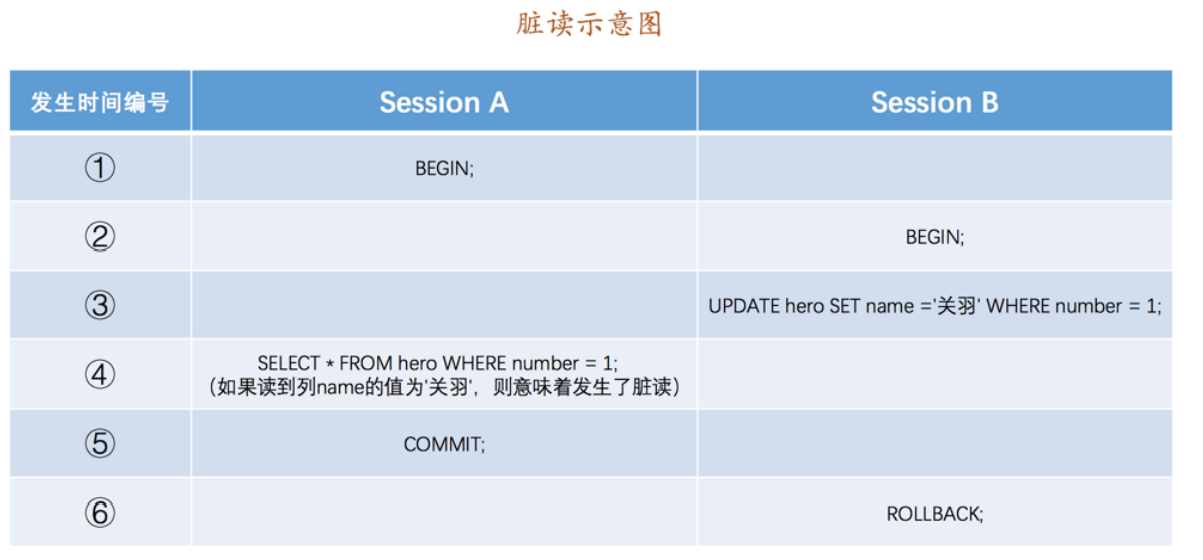 脏读示意图
发生时间编号 Session A Session B
① BEGIN;
② BEGIN;
③ UPDATE hero SET name ='关羽' WHERE number = 1;
④ SELECT * FROM hero WHERE number = 1;
（如果读到列name的值为'关羽'，则意味着发生了脏读）
⑤ COMMIT;
⑥ ROLLBACK;